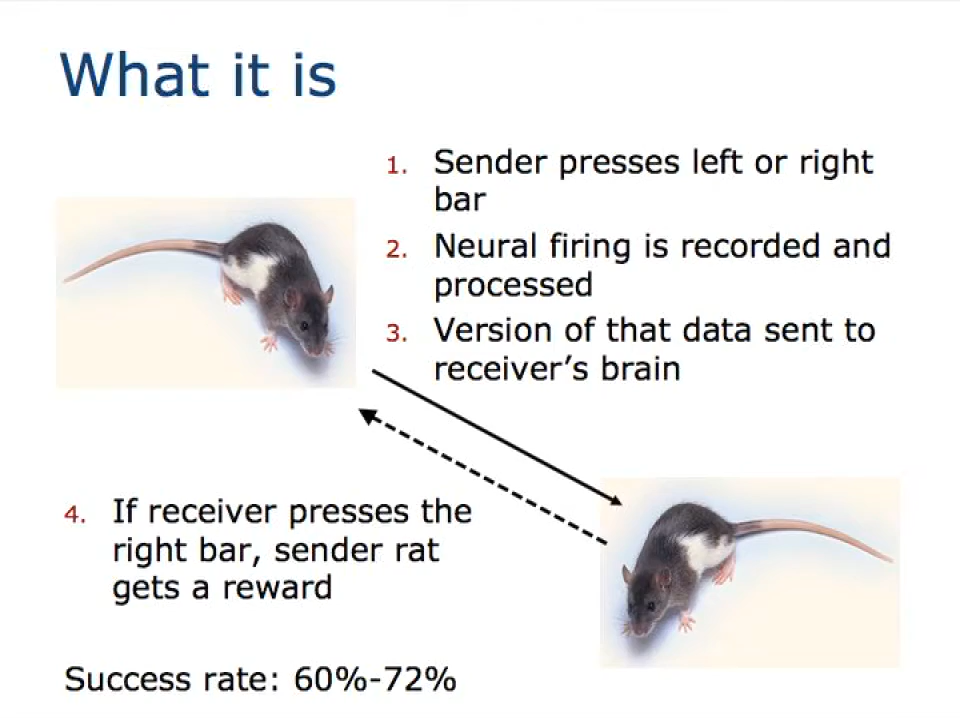 What it is
1. Sender presses left or right
bar
2. Neural firing is recorded and
processed
3. Version of that data sent to
receiver's brain
4. If receiver presses the
right bar, sender rat
gets a reward
Success rate: 60%-72%